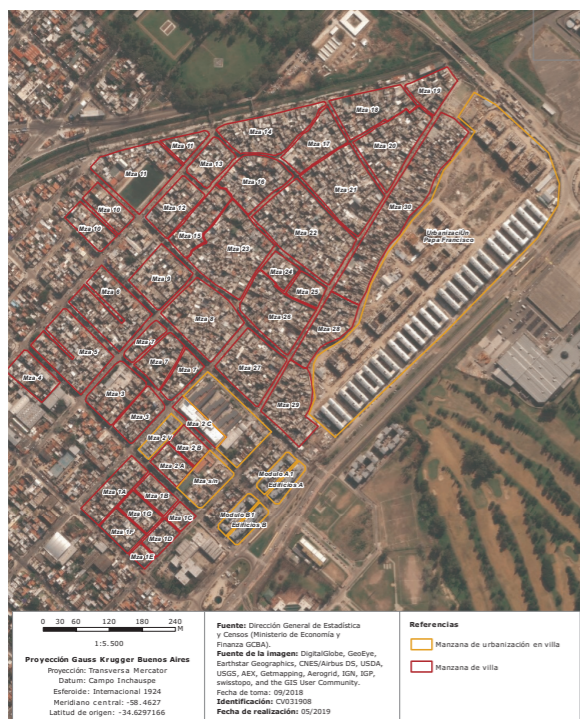 Mza 19
Mza 18
Mza 14
Mza 17
Mza 11
Mza 20
Mza 13
Mza 11
Mza 16
Mza 21
Mza 30
Mza 10
Mza 12
Mza 10
Mza 15
Mza 22
UrbanizaciUn
Papa Francisco
Mza 23
Mza 24
Mza 9
Mza 25
Mza 6
Mza 26
Mza 8
Mza 28
Mza 7
Mza 5
Mza 7
Mza 7
Mza 27
Mza 4
Mza 3
Mza 29
Mza 3
Mza 2 C
Mza 2 V
Mza 2 B
Mza 2 A
Modulo A1
Mza s/n
Edificios A
Mza 1A
Mza 1B
Mza 1G
Mza 1C
Modulo B1
Edificios B
Mza 1F
Mza 1D
Mza 1E
0 30 60 120 180 240
M
1:5.500
Proyección Gauss Krugger Buenos Aires
Proyección: Transversa Mercator
Datum: Campo Inchauspe
Esferoide: Internacional 1924
Meridiano central: -58.4627
Latitud de origen: -34.6297166
Fuente: Dirección General de Estadística
y Censos (Ministerio de Economía y
Finanza GCBA).
Fuente de la imagen: DigitalGlobe, GeoEye,
Earthstar Geographics, CNES/Airbus DS, USDA,
USGS, AEX, Getmapping, Aerogrid, IGN, IGP,
swisstopo, and the GIS User Community.
Fecha de toma: 09/2018
Identificación: CV031908
Fecha de realización: 05/2019
Referencias
Manzana de urbanización en villa
Manzana de villa